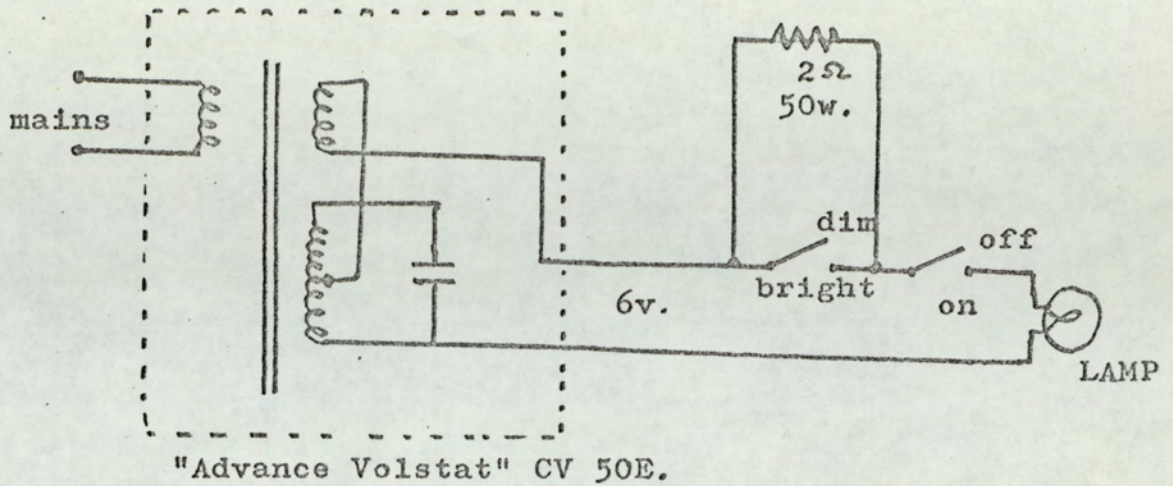 mains
2Ω
50w.
dim
off
bright
6v.
on
LAMP
"Advance Volstat" CV 50E.